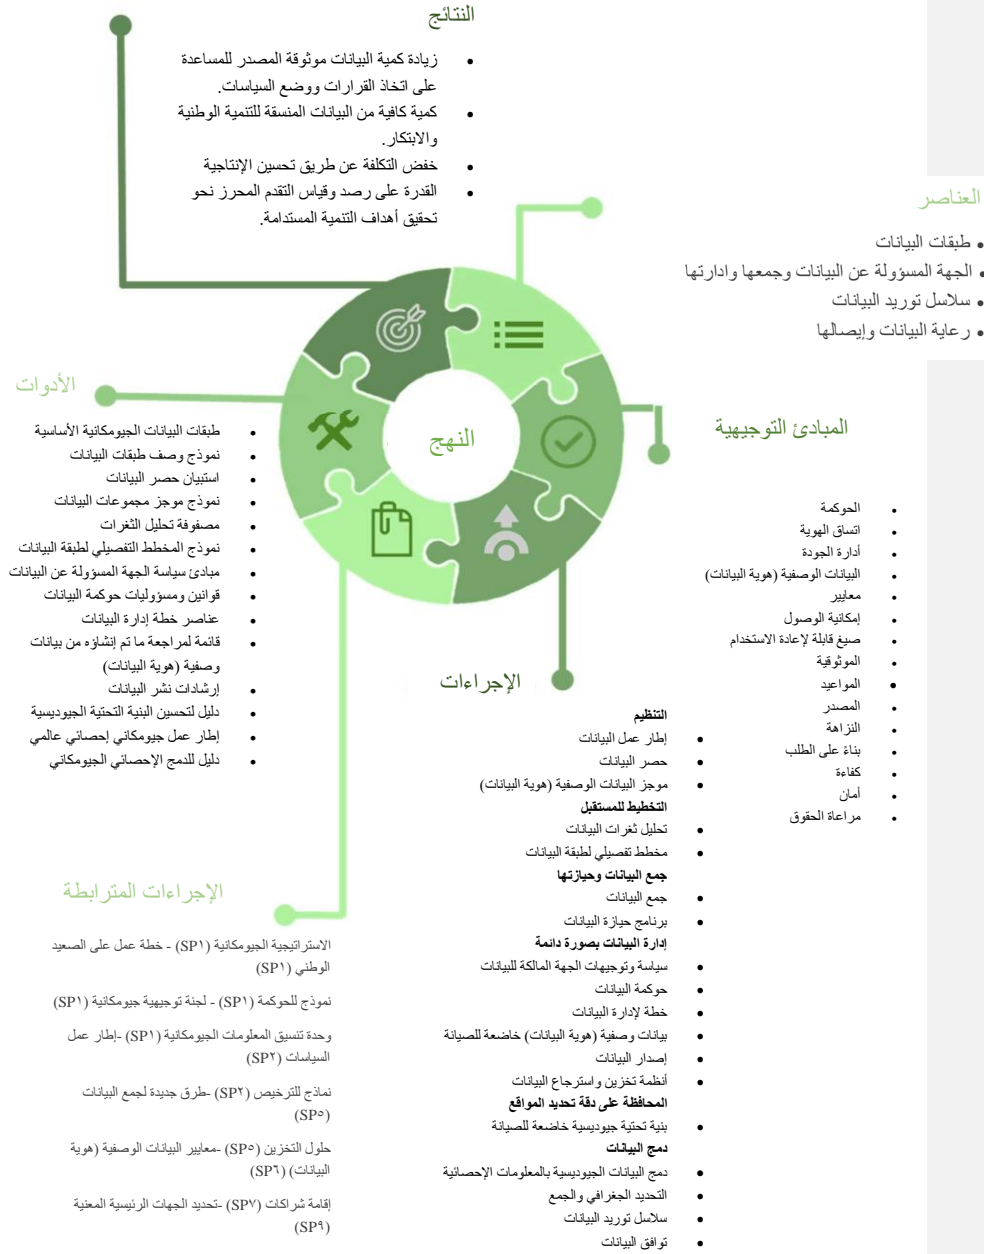 النتائج
• زيادة كمية البيانات موثوقة المصدر للمساعدة
على اتخاذ القرارات ووضع السياسات.
• كمية كافية من البيانات المنسقة للتنمية الوطنية
والابتكار.
• خفض التكلفة عن طريق تحسين الإنتاجية
• القدرة على رصد وقياس التقدم المحرز نحو
تحقيق أهداف التنمية المستدامة.
العناصر
• طبقات البيانات
• الجهة المسؤولة عن البيانات وجمعها وادارتها
• سلاسل توريد البيانات
• رعاية البيانات وإيصالها
النهج
المبادئ التوجيهية
• الحوكمة
• اتساق الهوية
• أدارة الجودة
• البيانات الوصفية (هوية البيانات)
• معايير
• إمكانية الوصول
• صيغ قابلة لإعادة الاستخدام
• الموثوقية
• المواعيد
• المصدر
• النزاهة
• بناءً على الطلب
• كفاءة
• أمان
• مراعاة الحقوق
الأدوات
• طبقات البيانات الجيومكانية الأساسية
• نموذج وصف طبقات البيانات
• استبيان حصر البيانات
• نموذج موجز مجموعات البيانات
• مصفوفة تحليل الثغرات
• نموذج المخطط التفصيلي لطبقة البيانات
• مبادئ سياسة الجهة المسؤولة عن البيانات
• قوانين ومسؤوليات حوكمة البيانات
• عناصر خطة إدارة البيانات
• قائمة لمراجعة ما تم إنشاؤه من بيانات
وصفية (هوية البيانات)
• إرشادات نشر البيانات
• دليل لتحسين البنية التحتية الجيوديسية
• إطار عمل جيومكاني إحصائي عالمي
• دليل للدمج الإحصائي الجيومكاني
الإجراءات
التنظيم
• إطار عمل البيانات
• حصر البيانات
• موجز البيانات الوصفية (هوية البيانات)
التخطيط للمستقبل
• تحليل ثغرات البيانات
• مخطط تفصيلي لطبقة البيانات
جمع البيانات وحيازتها
• جمع البيانات
• برنامج حيازة البيانات
إدارة البيانات بصورة دائمة
• سياسة وتوجيهات الجهة المالكة للبيانات
• حوكمة البيانات
• خطة لإدارة البيانات
• بيانات وصفية (هوية البيانات) خاضعة للصيانة
• إصدار البيانات
• أنظمة تخزين واسترجاع البيانات
المحافظة على دقة تحديد المواقع
• بنية تحتية جيوديسية خاضعة للصيانة
دمج البيانات
• دمج البيانات الجيوديسية بالمعلومات الإحصائية
• التحديد الجغرافي والجمع
• سلاسل توريد البيانات
• توافق البيانات
الإجراءات المترابطة
الاستراتيجية الجيومكانية (SP١) - خطة عمل على الصعيد
الوطني (SP١)
نموذج للحوكمة (SP١) - لجنة توجيهية جيومكانية (SP١)
وحدة تنسيق المعلومات الجيومكانية (SP١) -إطار عمل
السياسات (SP٢)
نماذج للترخيص (SP٢) -طرق جديدة لجمع البيانات
(SP٥)
حلول التخزين (SP٥) -معايير البيانات الوصفية (هوية
البيانات) (SP٦)
إقامة شراكات (SP٧) -تحديد الجهات الرئيسية المعنية
(SP٩)